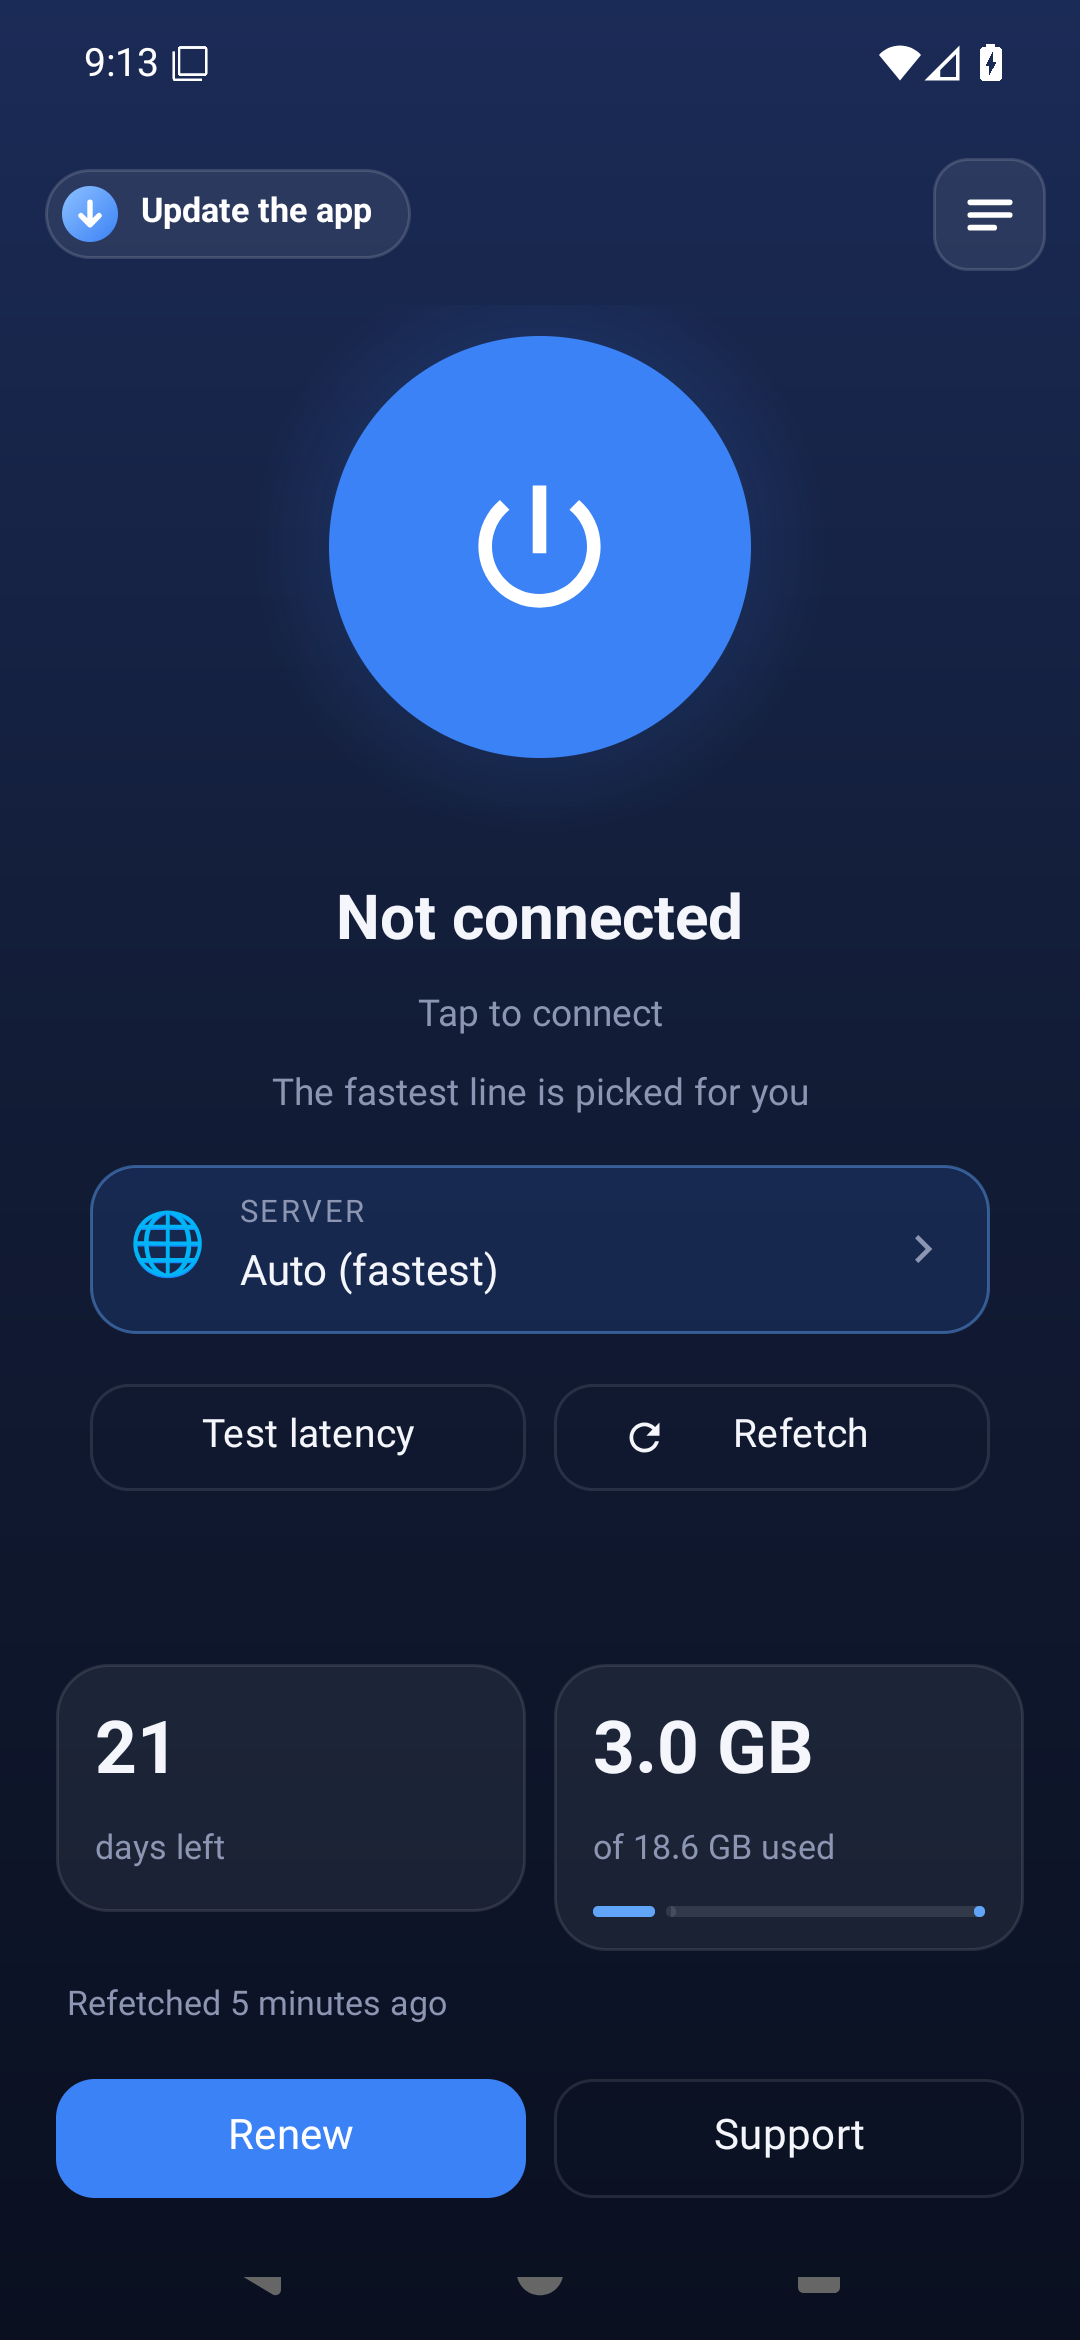 9:13
Update the app
Not connected
Tap to connect
The fastest line is picked for you
SERVER
Auto (fastest)
Test latency
Refetch
21
days left
3.0 GB
of 18.6 GB used
Refetched 5 minutes ago
Renew
Support